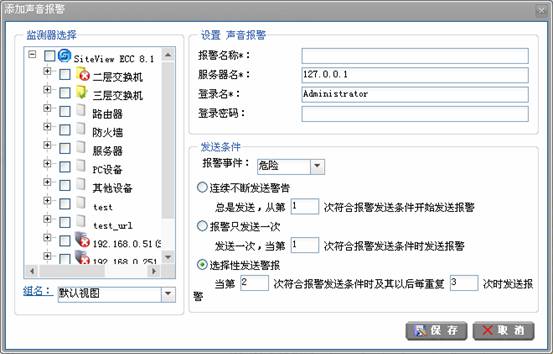 添加声音报警
监测器选择
SiteView ECC 8.1
二层交换机
三层交换机
路由器
防火墙
服务器
PC设备
其他设备
test
test_url
192.168.0.51(S
192.168.0.251
组名: 默认视图
设置 声音报警
报警名称*:
服务器名*: 127.0.0.1
登录名*: Administrator
登录密码:
发送条件
报警事件: 危险
连续不断发送警告
总是发送,从第 1 次符合报警发送条件开始发送报警
报警只发送一次
发送一次,当第 1 次符合报警发送条件时发送报警
选择性发送警报
当第 2 次符合报警发送条件时及其以后每重复 3 次时发送报
警
保存 取消